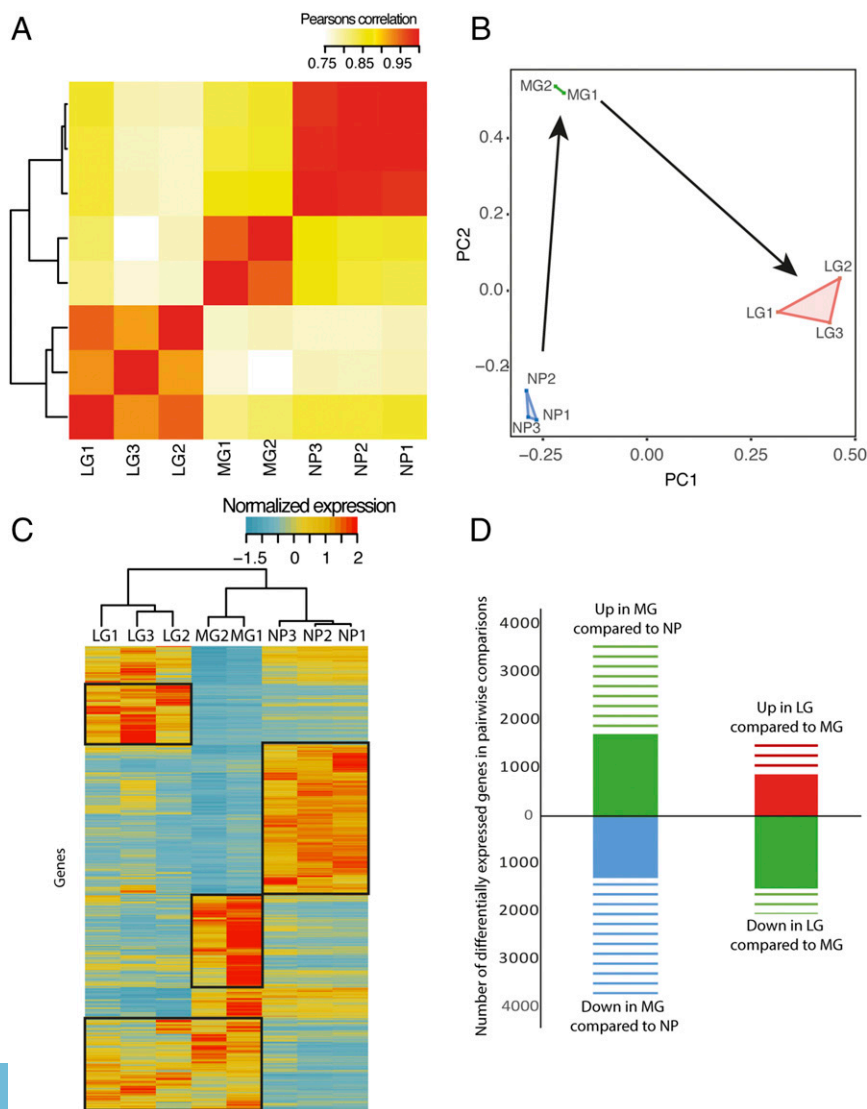 A
Pearsons correlation
0.75 0.85 0.95
LG1 LG3 LG2 MG1 MG2 NP3 NP2 NP1
B
MG2 MG1
0.4
0.2
PC2
0.0
LG2
LG1
LG3
−0.2
NP2
NP1
NP3
−0.25 0.00 0.25 0.50
PC1
C
Normalized expression
−1.5 0 1 2
LG1 LG3 LG2 MG2 MG1 NP3 NP2 NP1
Genes
D
Number of differentially expressed genes in pairwise comparisons
4000
3000
2000
1000
0
1000
2000
3000
4000
Up in MG
compared to NP
Up in LG
compared to MG
Down in LG
compared to MG
Down in MG
compared to NP